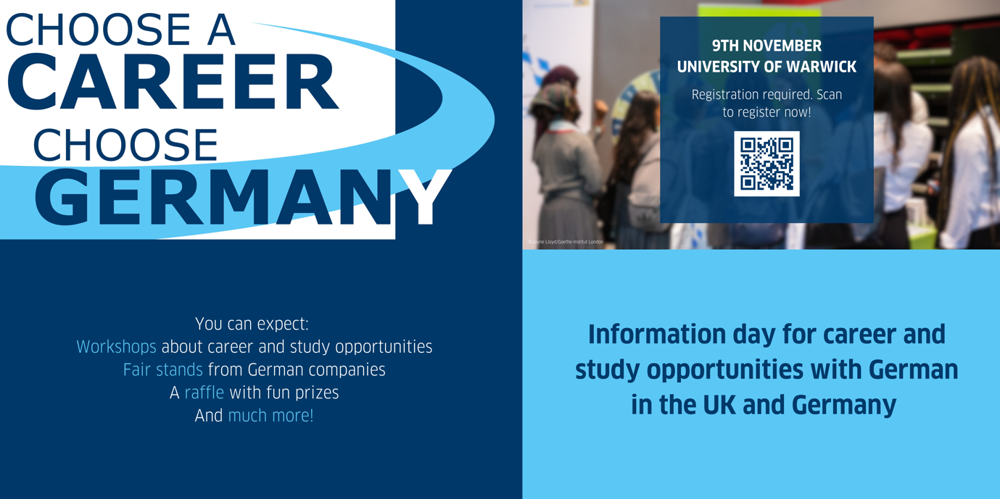 CHOOSE A
CAREER
CHOOSE
GERMANY
You can expect:
Workshops about career and study opportunities
Fair stands from German companies
A raffle with fun prizes
And much more!
9TH NOVEMBER
UNIVERSITY OF WARWICK
Registration required. Scan
to register now!
©Jayne Lloyd/Goethe-Institut London
Information day for career and
study opportunities with German
in the UK and Germany